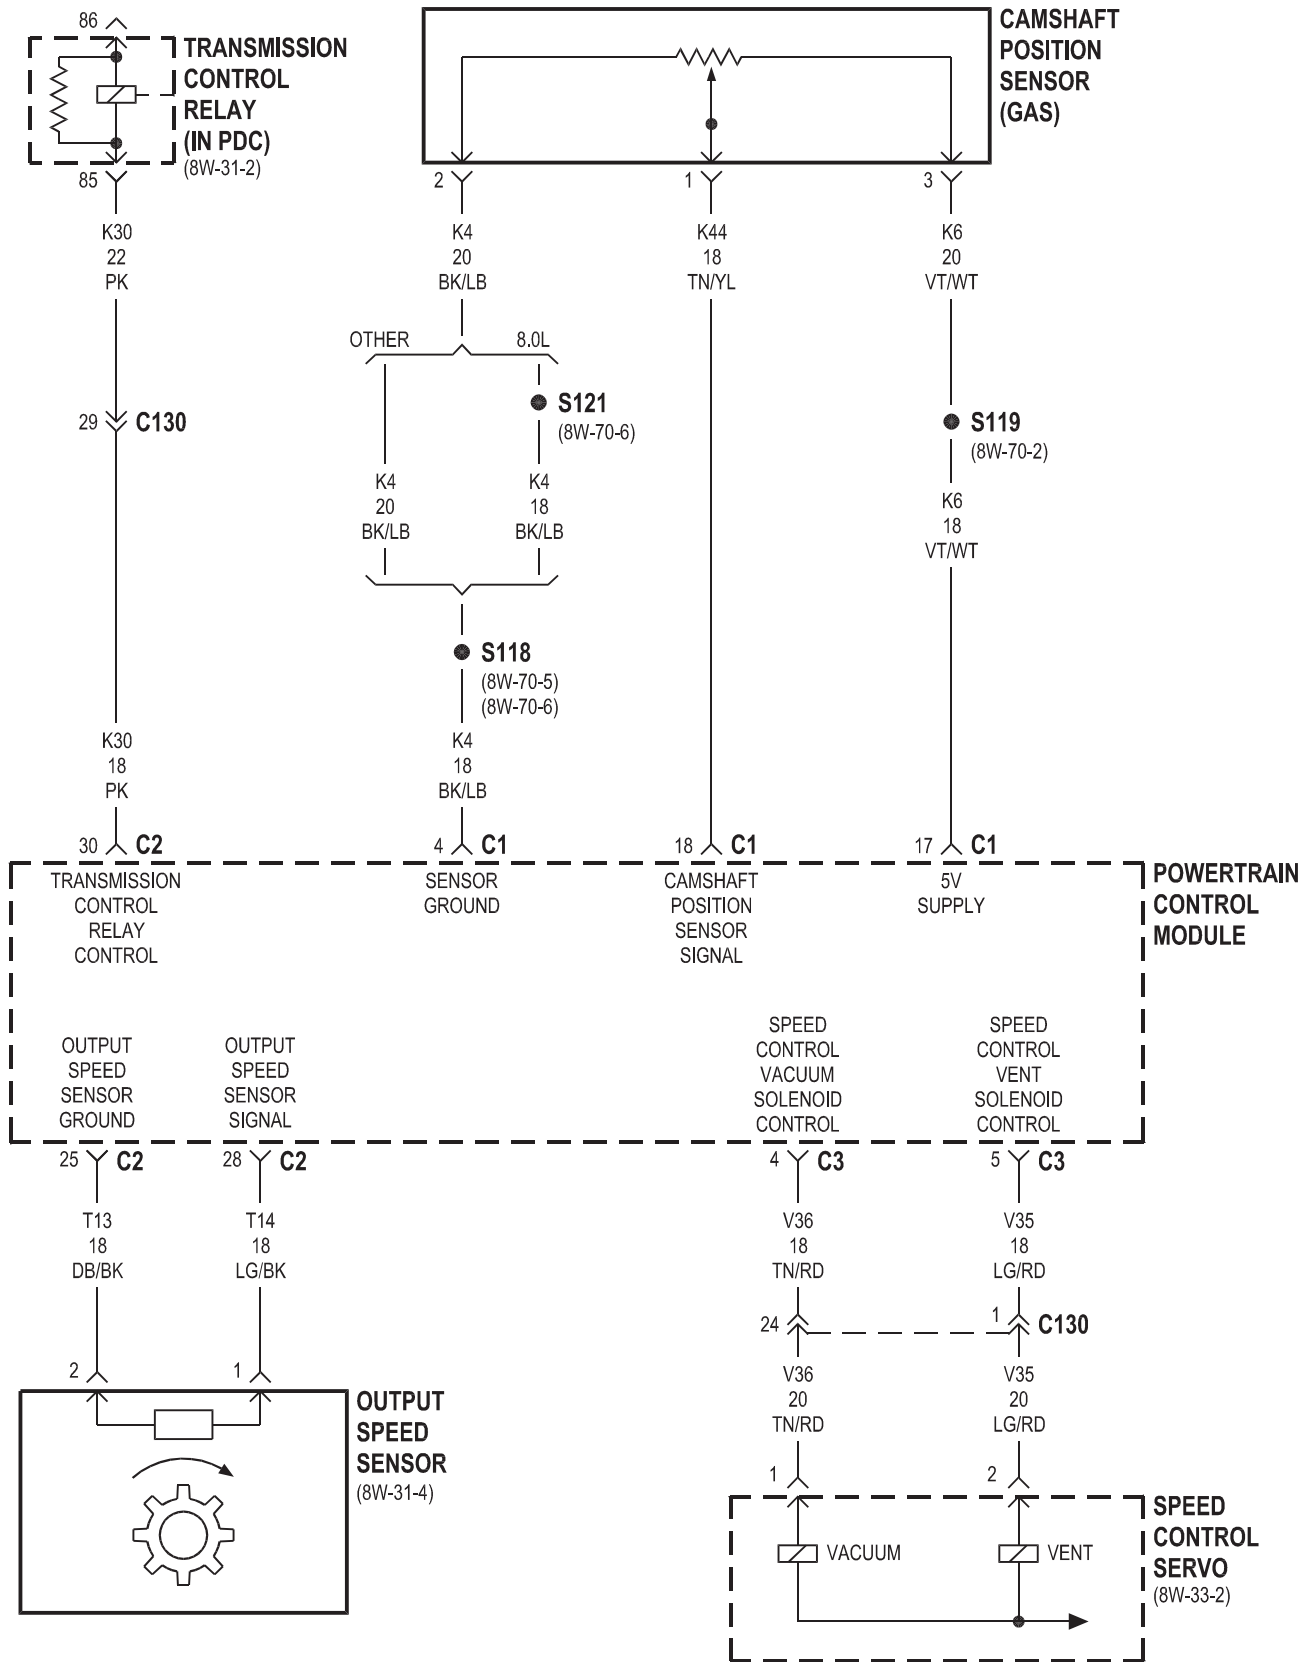 86
TRANSMISSION
CONTROL
RELAY
(IN PDC)
(8W-31-2)
85
CAMSHAFT
POSITION
SENSOR
(GAS)
2
1
3
K30
22
PK
K4
20
BK/LB
K44
18
TN/YL
K6
20
VT/WT
OTHER
8.0L
S121
(8W-70-6)
29
C130
S119
(8W-70-2)
K4
20
BK/LB
K4
18
BK/LB
K6
18
VT/WT
S118
(8W-70-5)
(8W-70-6)
K30
18
PK
K4
18
BK/LB
30
C2
4
C1
18
C1
17
C1
TRANSMISSION
CONTROL
RELAY
CONTROL
SENSOR
GROUND
CAMSHAFT
POSITION
SENSOR
SIGNAL
5V
SUPPLY
POWERTRAIN
CONTROL
MODULE
OUTPUT
SPEED
SENSOR
GROUND
OUTPUT
SPEED
SENSOR
SIGNAL
SPEED
CONTROL
VACUUM
SOLENOID
CONTROL
SPEED
CONTROL
VENT
SOLENOID
CONTROL
25
C2
28
C2
4
C3
5
C3
T13
18
DB/BK
T14
18
LG/BK
V36
18
TN/RD
V35
18
LG/RD
24
1
C130
2
1
V36
20
TN/RD
V35
20
LG/RD
OUTPUT
SPEED
SENSOR
(8W-31-4)
1
2
VACUUM
VENT
SPEED
CONTROL
SERVO
(8W-33-2)